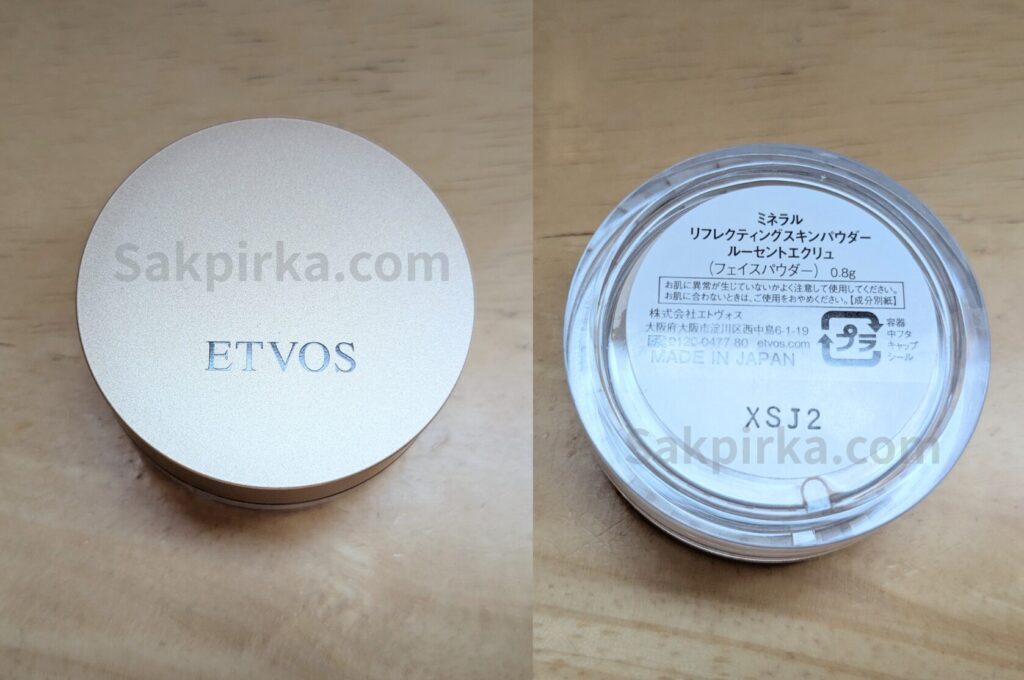 Sakpirka.com
ETVOS
ミネラル
リフレクティングスキンパウダー
ルーセントエクリュ
(フェイスパウダー) 0.8g
お肌に異常が生じていないかよく注意して使用してください。
お肌に合わないときは、ご使用をおやめください。【成分別紙】
株式会社エトヴォス
大阪府大阪市淀川区西中島6-1-19
0120-0477-80 etvos.com
MADE IN JAPAN
プラ
容器
中フタ
キャップ
シール
XSJ2
Sakpirka.com